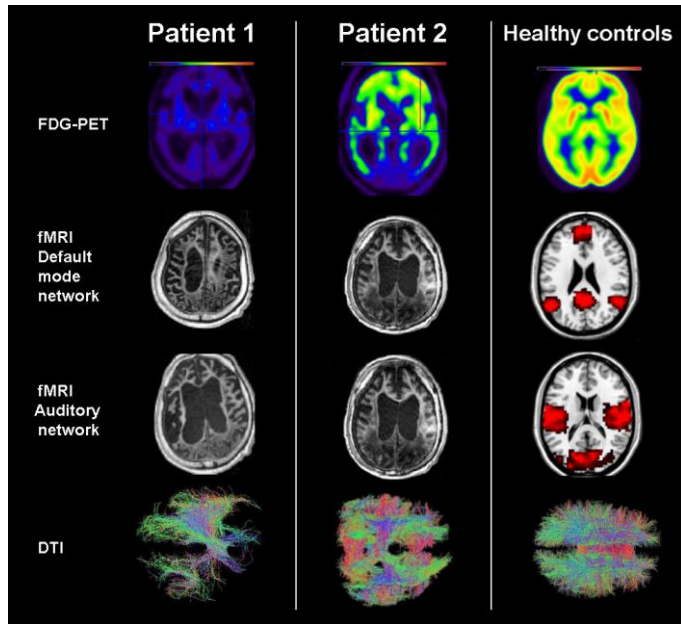 Patient 1
Patient 2
Healthy controls
FDG-PET
fMRI
Default
mode
network
fMRI
Auditory
network
DTI